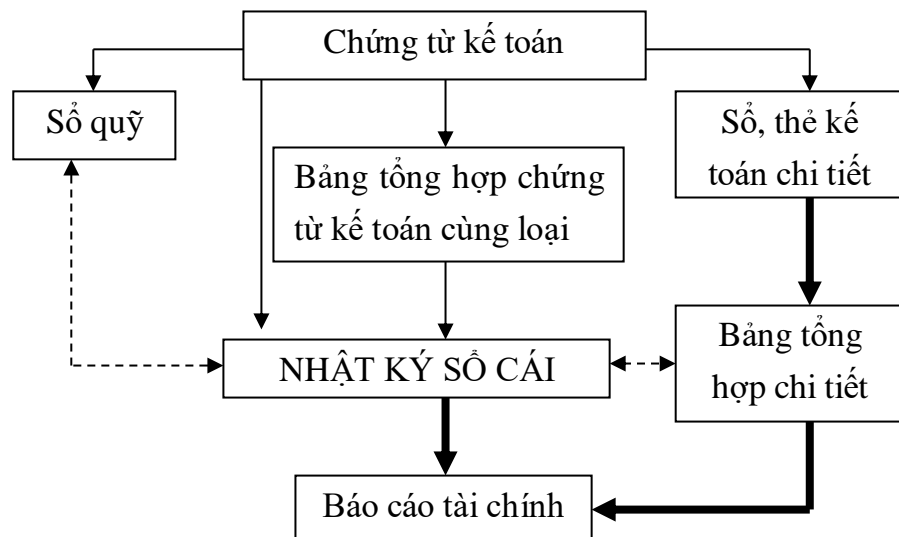 Chứng từ kế toán
Sổ quỹ
Sổ, thẻ kế
toán chi tiết
Bảng tổng hợp chứng
từ kế toán cùng loại
NHẬT KÝ SỔ CÁI
Bảng tổng
hợp chi tiết
Báo cáo tài chính